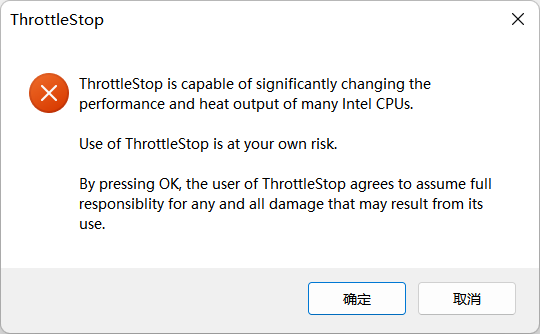 ThrottleStop
ThrottleStop is capable of significantly changing the
performance and heat output of many Intel CPUs.
Use of ThrottleStop is at your own risk.
By pressing OK, the user of ThrottleStop agrees to assume full
responsiblity for any and all damage that may result from its
use.
确定
取消